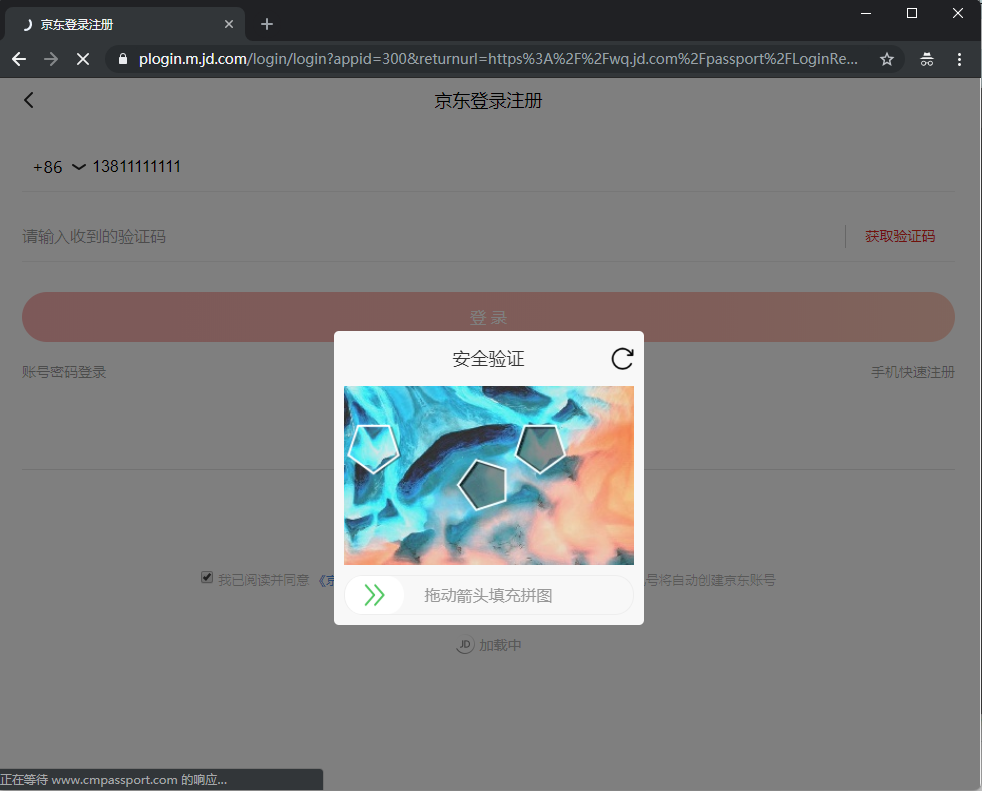 京东登录注册
plogin.m.jd.com/login/login?appid=300&returnurl=https%3A%2F%2Fwq.jd.com%2Fpassport%2FLoginRe...
京东登录注册
+86 13811111111
请输入收到的验证码 获取验证码
登录
安全验证
账号密码登录 手机快速注册
我已阅读并同意 《京 号将自动创建京东账号
拖动箭头填充拼图
JD 加载中
正在等待 www.cmpassport.com 的响应...